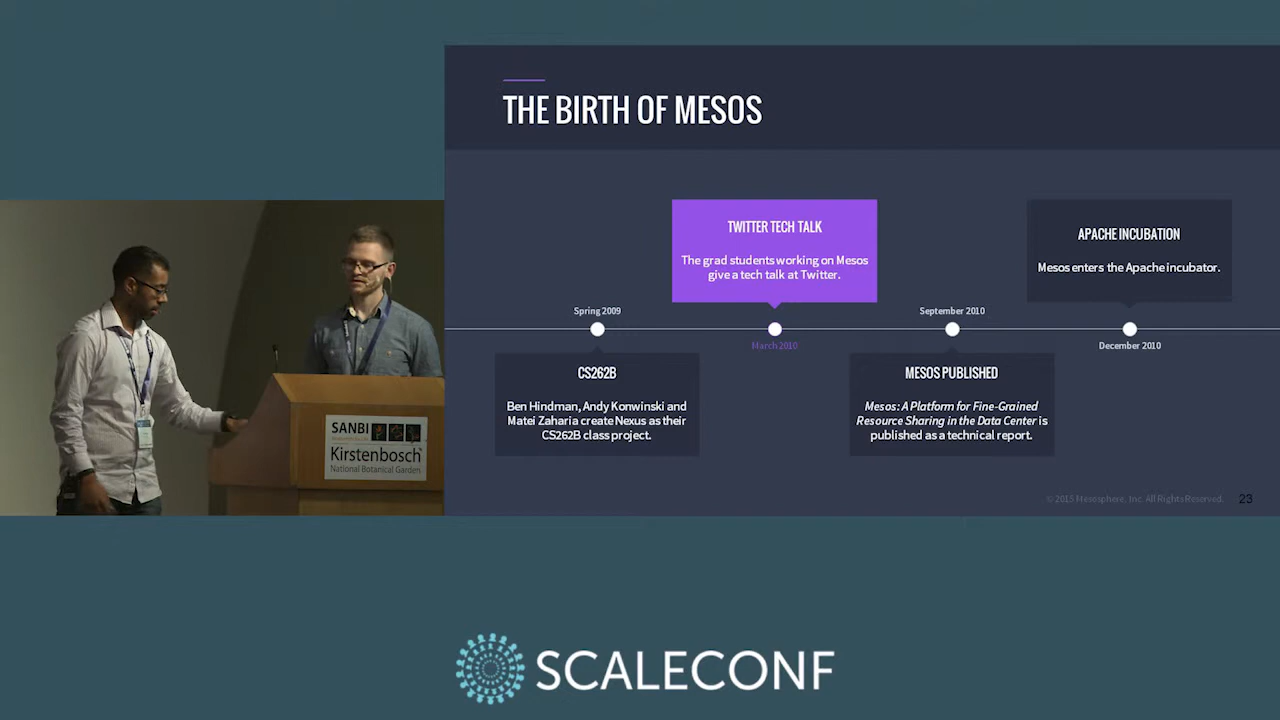 THE BIRTH OF MESOS
TWITTER TECH TALK
The grad students working on Mesos
give a tech talk at Twitter.
APACHE INCUBATION
Mesos enters the Apache incubator.
Spring 2009
March 2010
September 2010
December 2010
CS262B
Ben Hindman, Andy Konwinski and
Matei Zaharia create Nexus as their
CS262B class project.
MESOS PUBLISHED
Mesos: A Platform for Fine-Grained
Resource Sharing in the Data Center is
published as a technical report.
© 2015 Mesosphere, Inc. All Rights Reserved.
23
SANBI
Kirstenbosch
National Botanical Garden
SCALECONF